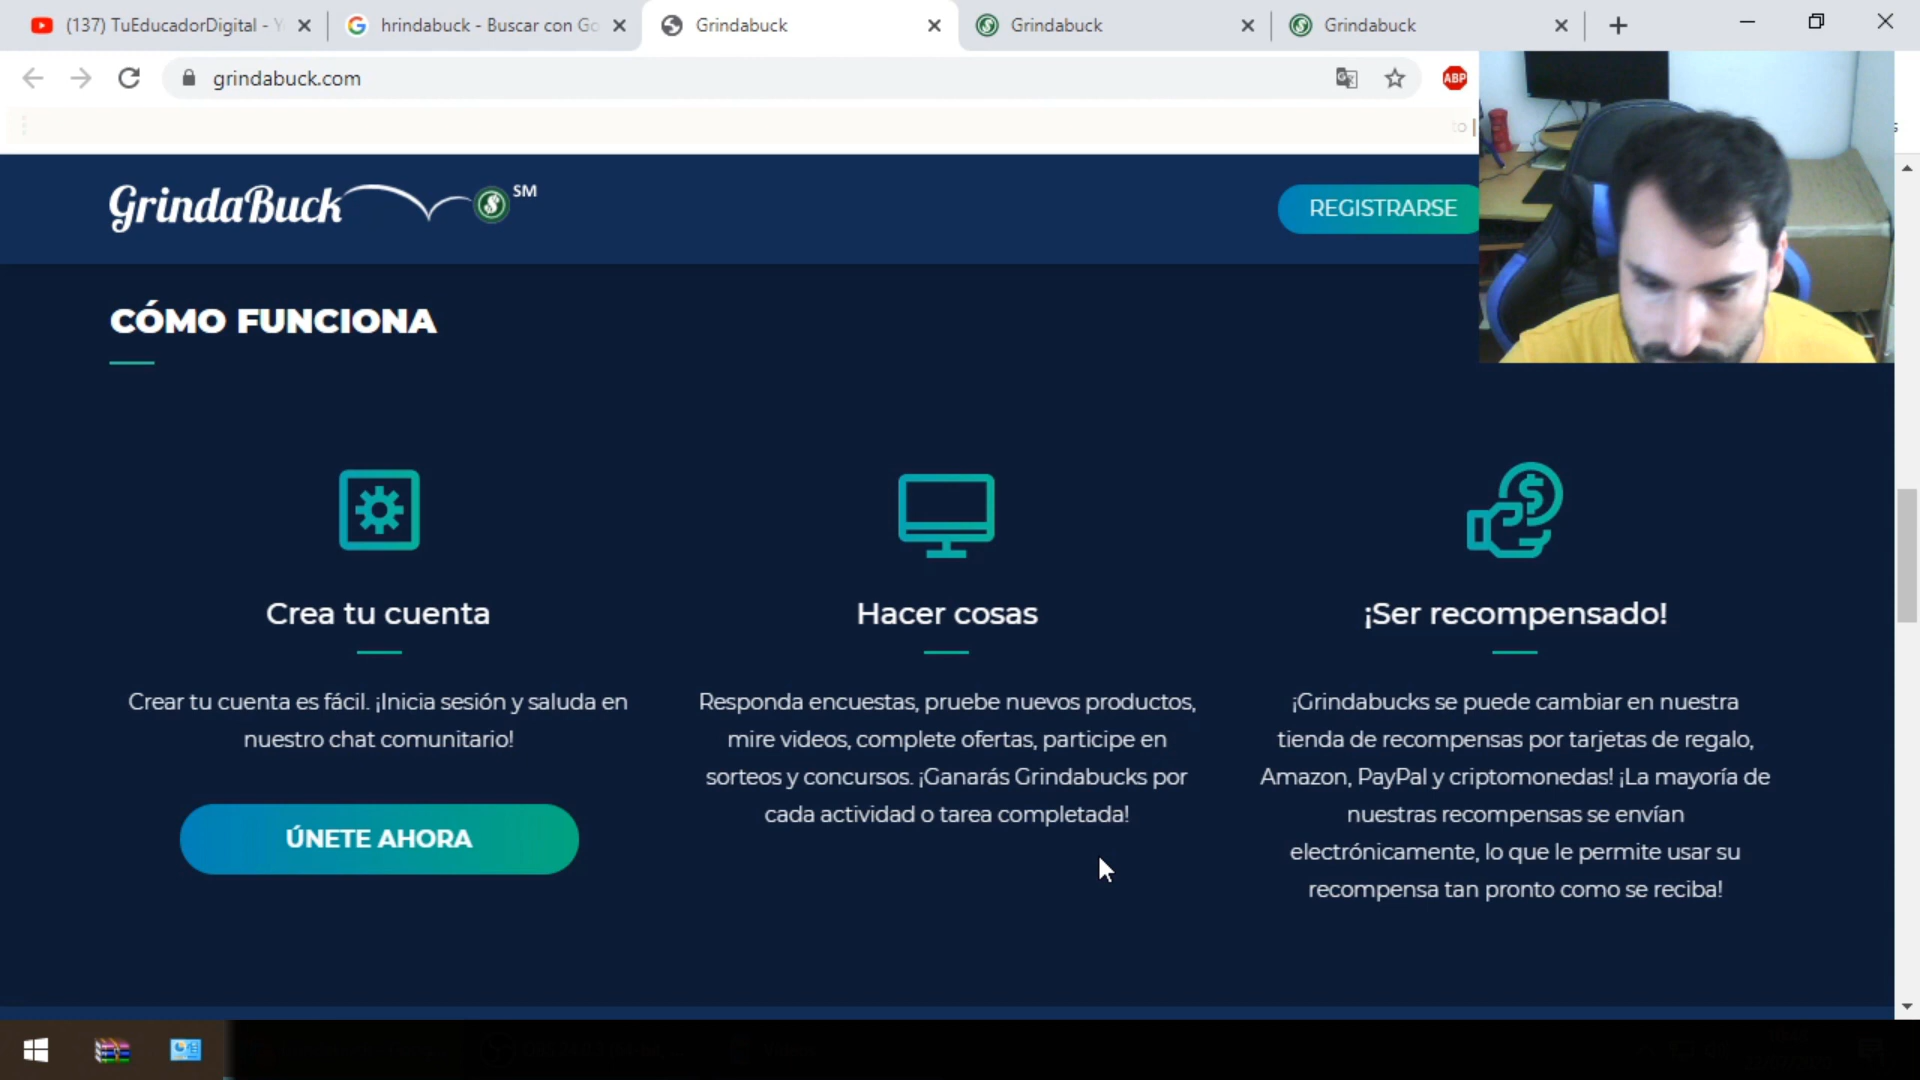 (137) TuEducadorDigital - Y
hrindabuck - Buscar con Go
Grindabuck
Grindabuck
Grindabuck
grindabuck.com
ABP
GrindaBuck SM
REGISTRARSE
CÓMO FUNCIONA
Crea tu cuenta
Crear tu cuenta es fácil. ¡Inicia sesión y saluda en
nuestro chat comunitario!
ÚNETE AHORA
Hacer cosas
Responda encuestas, pruebe nuevos productos,
mire videos, complete ofertas, participe en
sorteos y concursos. ¡Ganarás Grindabucks por
cada actividad o tarea completada!
¡Ser recompensado!
¡Grindabucks se puede cambiar en nuestra
tienda de recompensas por tarjetas de regalo,
Amazon, PayPal y criptomonedas! ¡La mayoría de
nuestras recompensas se envían
electrónicamente, lo que le permite usar su
recompensa tan pronto como se reciba!